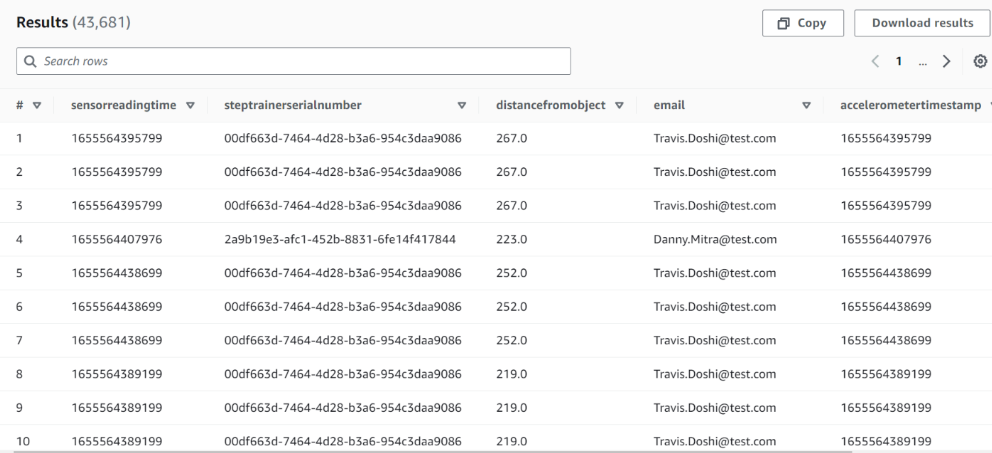 Results (43,681)
Copy
Download results
Search rows
1 ...
# sensorreadingtime steptrainerserialnumber distancefromobject email accelerometertimestamp
1 1655564395799 00df663d-7464-4d28-b3a6-954c3daa9086 267.0 Travis.Doshi@test.com 1655564395799
2 1655564395799 00df663d-7464-4d28-b3a6-954c3daa9086 267.0 Travis.Doshi@test.com 1655564395799
3 1655564395799 00df663d-7464-4d28-b3a6-954c3daa9086 267.0 Travis.Doshi@test.com 1655564395799
4 1655564407976 2a9b19e3-afc1-452b-8831-6fe14f417844 223.0 Danny.Mitra@test.com 1655564407976
5 1655564438699 00df663d-7464-4d28-b3a6-954c3daa9086 252.0 Travis.Doshi@test.com 1655564438699
6 1655564438699 00df663d-7464-4d28-b3a6-954c3daa9086 252.0 Travis.Doshi@test.com 1655564438699
7 1655564438699 00df663d-7464-4d28-b3a6-954c3daa9086 252.0 Travis.Doshi@test.com 1655564438699
8 1655564389199 00df663d-7464-4d28-b3a6-954c3daa9086 219.0 Travis.Doshi@test.com 1655564389199
9 1655564389199 00df663d-7464-4d28-b3a6-954c3daa9086 219.0 Travis.Doshi@test.com 1655564389199
10 1655564389199 00df663d-7464-4d28-b3a6-954c3daa9086 219.0 Travis.Doshi@test.com 1655564389199